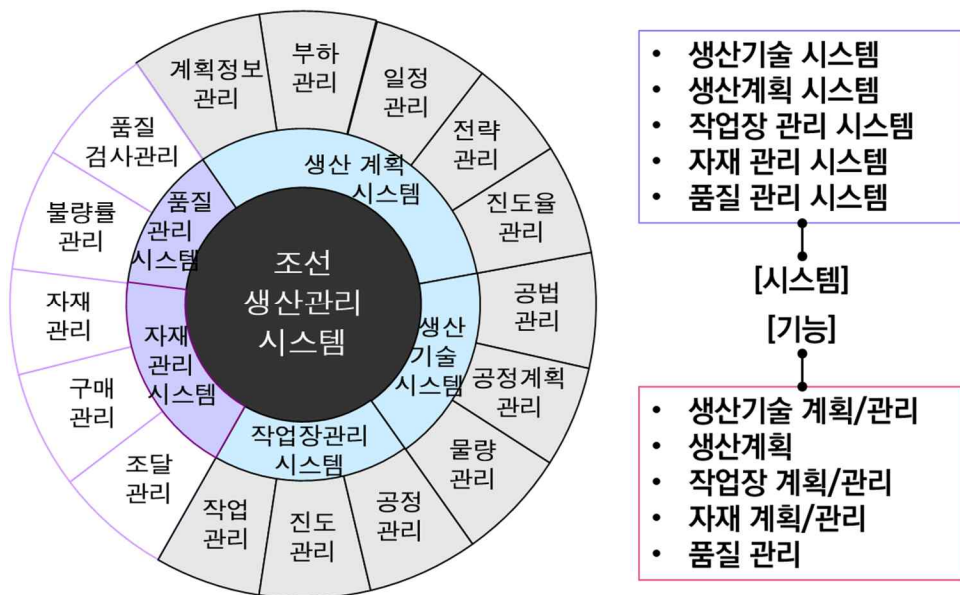 조선
생산관리
시스템
생산 계획
시스템
생산
기술
시스템
작업장관리
시스템
자재
관리
시스템
품질
관리
시스템
계획정보
관리
부하
관리
일정
관리
전략
관리
진도율
관리
공법
관리
공정계획
관리
물량
관리
공정
관리
진도
관리
작업
관리
조달
관리
구매
관리
자재
관리
불량률
관리
품질
검사관리
• 생산기술 시스템
• 생산계획 시스템
• 작업장 관리 시스템
• 자재 관리 시스템
• 품질 관리 시스템
[시스템]
[기능]
• 생산기술 계획/관리
• 생산계획
• 작업장 계획/관리
• 자재 계획/관리
• 품질 관리